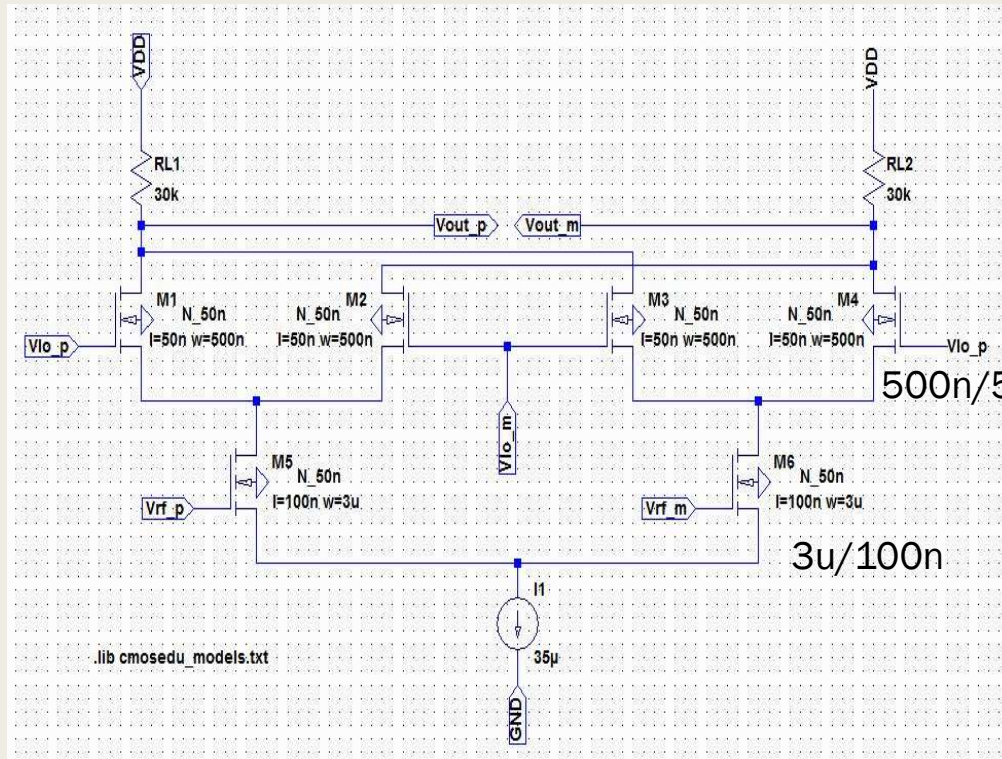 VDD
VDD
RL1
30k
RL2
30k
Vout_p
Vout_m
M1
N_50n
l=50n w=500n
M2
N_50n
l=50n w=500n
M3
N_50n
l=50n w=500n
M4
N_50n
l=50n w=500n
Vlo_p
Vlo_p
500n/5
Vlo_m
M5
N_50n
l=100n w=3u
M6
N_50n
l=100n w=3u
Vrf_p
Vrf_m
3u/100n
I1
35µ
.lib cmosedu_models.txt
GND